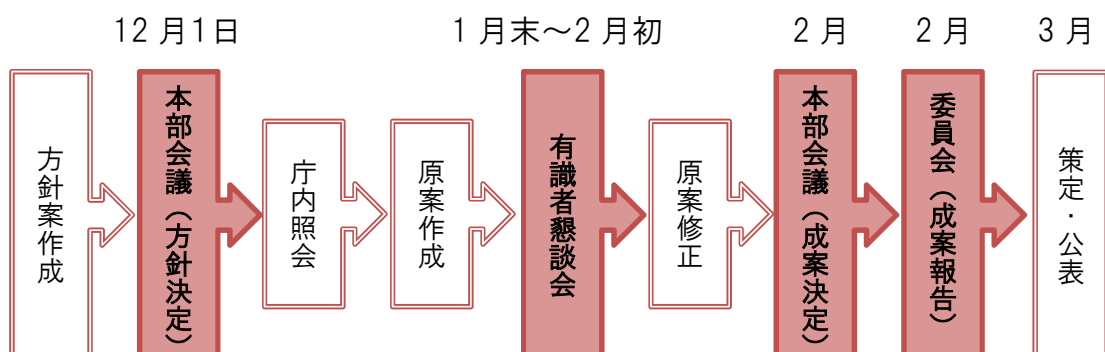 12月1日
1月末～2月初
2月
2月
3月
方針案作成
本部会議（方針決定）
庁内照会
原案作成
有識者懇談会
原案修正
本部会議（成案決定）
委員会（成案報告）
策定・公表